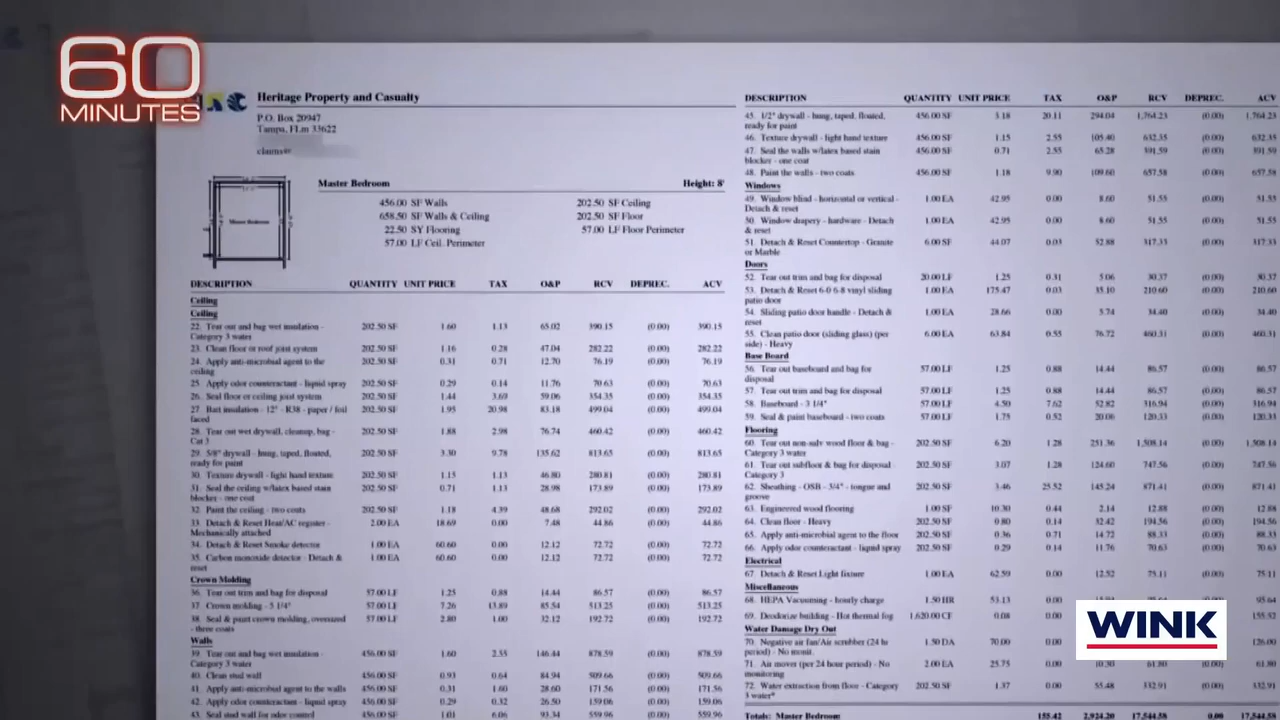 60
MINUTES
Heritage Property and Casualty
P.O. Box 20947
Tampa, FLm 33622
Master Bedroom Height: 8'
456.00 SF Walls 202.50 SF Ceiling
658.50 SF Walls & Ceiling 202.50 SF Floor
22.50 SY Flooring 57.00 LF Floor Perimeter
57.00 LF Ceil. Perimeter
Master Bedroom
DESCRIPTION QUANTITY UNIT PRICE TAX O&P RCV DEPREC. ACV
Ceiling
Ceiling
22. Tear out and bag wet insulation - 202.50 SF 1.60 1.13 65.02 390.15 (0.00) 390.15
Category 3 water
23. Clean floor or roof joist system 202.50 SF 1.16 0.28 47.04 282.22 (0.00) 282.22
24. Apply anti-microbial agent to the 202.50 SF 0.31 0.71 12.70 76.19 (0.00) 76.19
ceiling
25. Apply odor counteractant - liquid spray 202.50 SF 0.29 0.14 11.76 70.63 (0.00) 70.63
26. Seal floor or ceiling joist system 202.50 SF 1.44 3.69 59.06 354.35 (0.00) 354.35
27. Batt insulation - 12" - R38 - paper / foil 202.50 SF 1.95 20.98 83.18 499.04 (0.00) 499.04
faced
28. Tear out wet drywall, cleanup, bag - 202.50 SF 1.88 2.98 76.74 460.42 (0.00) 460.42
Cat 3
29. 5/8" drywall - hung, taped, floated, 202.50 SF 3.30 9.78 135.62 813.65 (0.00) 813.65
ready for paint
30. Texture drywall - light hand texture 202.50 SF 1.15 1.13 46.80 280.81 (0.00) 280.81
31. Seal the ceiling w/latex based stain 202.50 SF 0.71 1.13 28.98 173.89 (0.00) 173.89
blocker - one coat
32. Paint the ceiling - two coats 202.50 SF 1.18 4.39 48.68 292.02 (0.00) 292.02
33. Detach & Reset Heat/AC register - 2.00 EA 18.69 0.00 7.48 44.86 (0.00) 44.86
Mechanically attached
34. Detach & Reset Smoke detector 1.00 EA 60.60 0.00 12.12 72.72 (0.00) 72.72
35. Carbon monoxide detector - Detach & 1.00 EA 60.60 0.00 12.12 72.72 (0.00) 72.72
reset
Crown Molding
36. Tear out trim and bag for disposal 57.00 LF 1.25 0.88 14.44 86.57 (0.00) 86.57
37. Crown molding - 5 1/4" 57.00 LF 7.26 13.89 85.54 513.25 (0.00) 513.25
38. Seal & paint crown molding, oversized 57.00 LF 2.80 1.00 32.12 192.72 (0.00) 192.72
- three coats
Walls
39. Tear out and bag wet insulation - 456.00 SF 1.60 2.55 146.44 878.59 (0.00) 878.59
Category 3 water
40. Clean stud wall 456.00 SF 0.93 0.64 84.94 509.66 (0.00) 509.66
41. Apply anti-microbial agent to the walls 456.00 SF 0.31 1.60 28.60 171.56 (0.00) 171.56
42. Apply odor counteractant - liquid spray 456.00 SF 0.29 0.32 26.50 159.06 (0.00) 159.06
43. Seal stud wall for odor control 456.00 SF 1.01 6.06 93.34 559.96 (0.00) 559.96
DESCRIPTION QUANTITY UNIT PRICE TAX O&P RCV DEPREC. ACV
45. 1/2" drywall - hung, taped, floated, 456.00 SF 3.18 20.11 294.04 1,764.23 (0.00) 1,764.23
ready for paint
46. Texture drywall - light hand texture 456.00 SF 1.15 2.55 105.40 632.35 (0.00) 632.35
47. Seal the walls w/latex based stain 456.00 SF 0.71 2.55 65.28 391.59 (0.00) 391.59
blocker - one coat
48. Paint the walls - two coats 456.00 SF 1.18 9.90 109.60 657.58 (0.00) 657.58
Windows
49. Window blind - horizontal or vertical - 1.00 EA 42.95 0.00 8.60 51.55 (0.00) 51.55
Detach & reset
50. Window drapery - hardware - Detach 1.00 EA 42.95 0.00 8.60 51.55 (0.00) 51.55
& reset
51. Detach & Reset Countertop - Granite 6.00 SF 44.07 0.03 52.88 317.33 (0.00) 317.33
or Marble
Doors
52. Tear out trim and bag for disposal 20.00 LF 1.25 0.31 5.06 30.37 (0.00) 30.37
53. Detach & Reset 6-0 6-8 vinyl sliding 1.00 EA 175.47 0.03 35.10 210.60 (0.00) 210.60
patio door
54. Sliding patio door handle - Detach & 1.00 EA 28.66 0.00 5.74 34.40 (0.00) 34.40
reset
55. Clean patio door (sliding glass) (per 6.00 EA 63.84 0.55 76.72 460.31 (0.00) 460.31
side) - Heavy
Base Board
56. Tear out baseboard and bag for 57.00 LF 1.25 0.88 14.44 86.57 (0.00) 86.57
disposal
57. Tear out trim and bag for disposal 57.00 LF 1.25 0.88 14.44 86.57 (0.00) 86.57
58. Baseboard - 3 1/4" 57.00 LF 4.50 7.62 52.82 316.94 (0.00) 316.94
59. Seal & paint baseboard - two coats 57.00 LF 1.75 0.52 20.06 120.33 (0.00) 120.33
Flooring
60. Tear out non-salv wood floor & bag - 202.50 SF 6.20 1.28 251.36 1,508.14 (0.00) 1,508.14
Category 3 water
61. Tear out subfloor & bag for disposal 202.50 SF 3.07 1.28 124.60 747.56 (0.00) 747.56
Category 3
62. Sheathing - OSB - 3/4" - tongue and 202.50 SF 3.46 25.52 145.24 871.41 (0.00) 871.41
groove
63. Engineered wood flooring 1.00 SF 10.30 0.44 2.14 12.88 (0.00) 12.88
64. Clean floor - Heavy 202.50 SF 0.80 0.14 32.42 194.56 (0.00) 194.56
65. Apply anti-microbial agent to the floor 202.50 SF 0.36 0.71 14.72 88.33 (0.00) 88.33
66. Apply odor counteractant - liquid spray 202.50 SF 0.29 0.14 11.76 70.63 (0.00) 70.63
Electrical
67. Detach & Reset Light fixture 1.00 EA 62.59 0.00 12.52 75.11 (0.00) 75.11
Miscellaneous
68. HEPA Vacuuming - hourly charge 1.50 HR 53.13 0.00 95.64
69. Deodorize building - Hot thermal fog 1,620.00 CF 0.08 155.52
Water Damage Dry Out
70. Negative air fan/Air scrubber (24 hr 1.50 DA 70.00 126.00
period) - No monit.
71. Air mover (per 24 hour period) - No 2.00 EA 25.75 0.00 10.30 61.80 (0.00) 61.80
monitoring
72. Water extraction from floor - Category 202.50 SF 1.37 0.00 55.48 332.91 (0.00) 332.91
3 water*
Totals: Master Bedroom 155.42 2,924.20 17,544.58 0.00 17,544.58
WINK